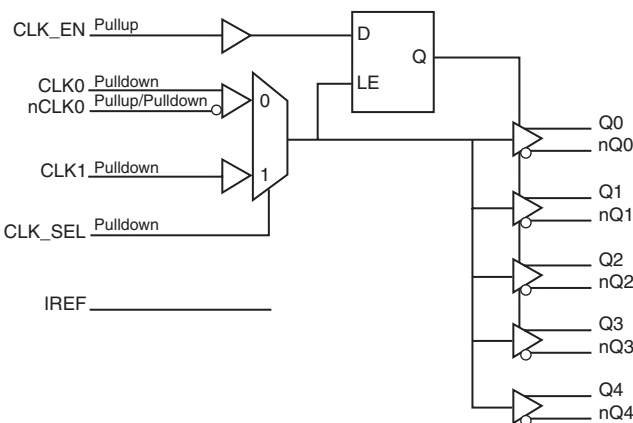 CLK_EN Pullup
D
Q
LE
CLK0 Pulldown
nCLK0 Pullup/Pulldown
0
CLK1 Pulldown
1
CLK_SEL Pulldown
IREF
Q0
nQ0
Q1
nQ1
Q2
nQ2
Q3
nQ3
Q4
nQ4